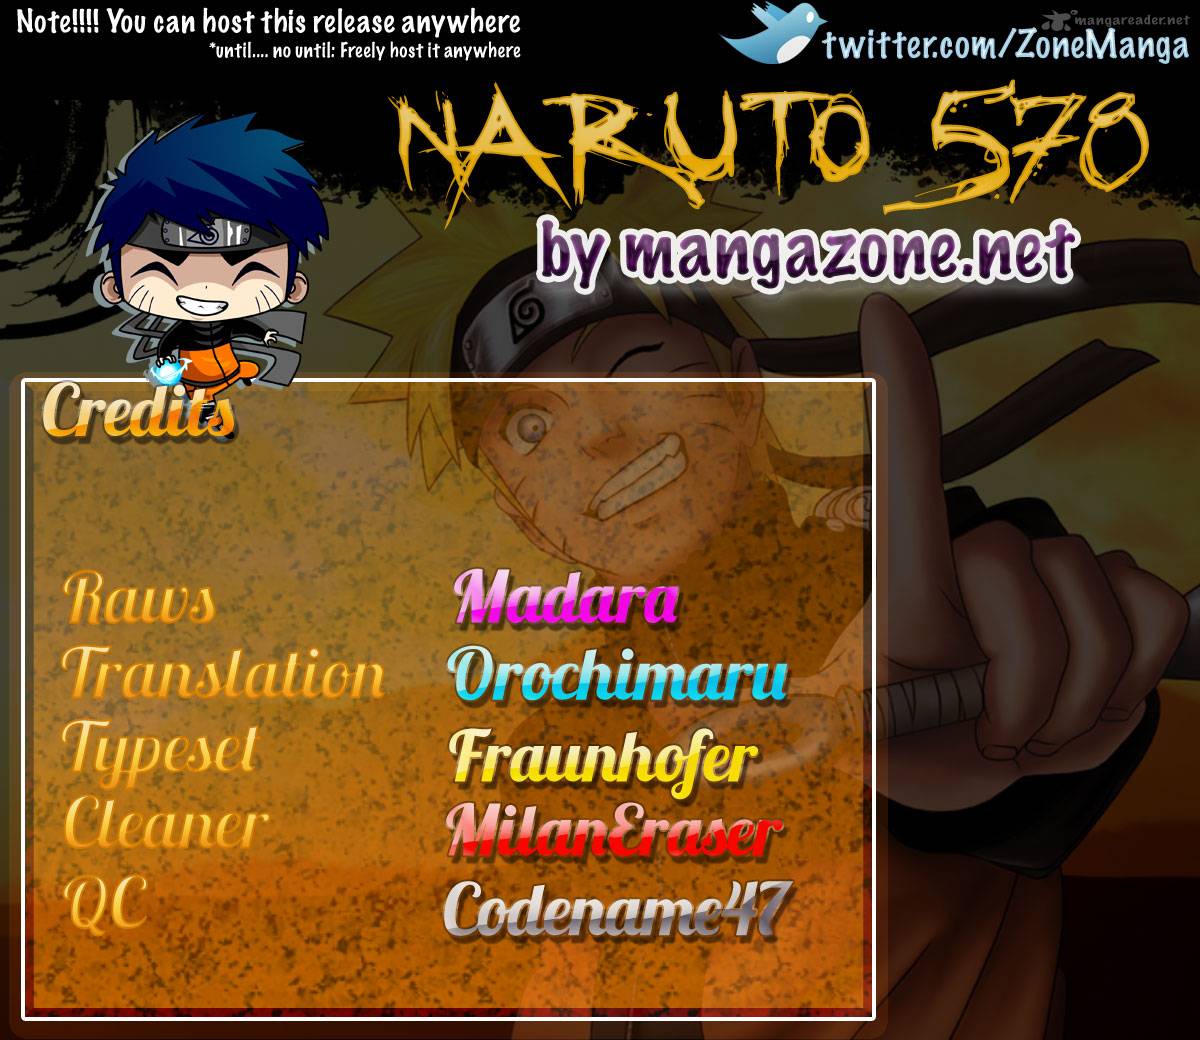 Note!!!! You can host this release anywhere
*until.... no until: Freely host it anywhere
mangareader.net
twitter.com/ZoneManga
NARUTO 578
by mangazone.net
Credits
Raws Madara
Translation Orochimaru
Typeset Fraunhofer
Cleaner MilanEraser
QC Codename47